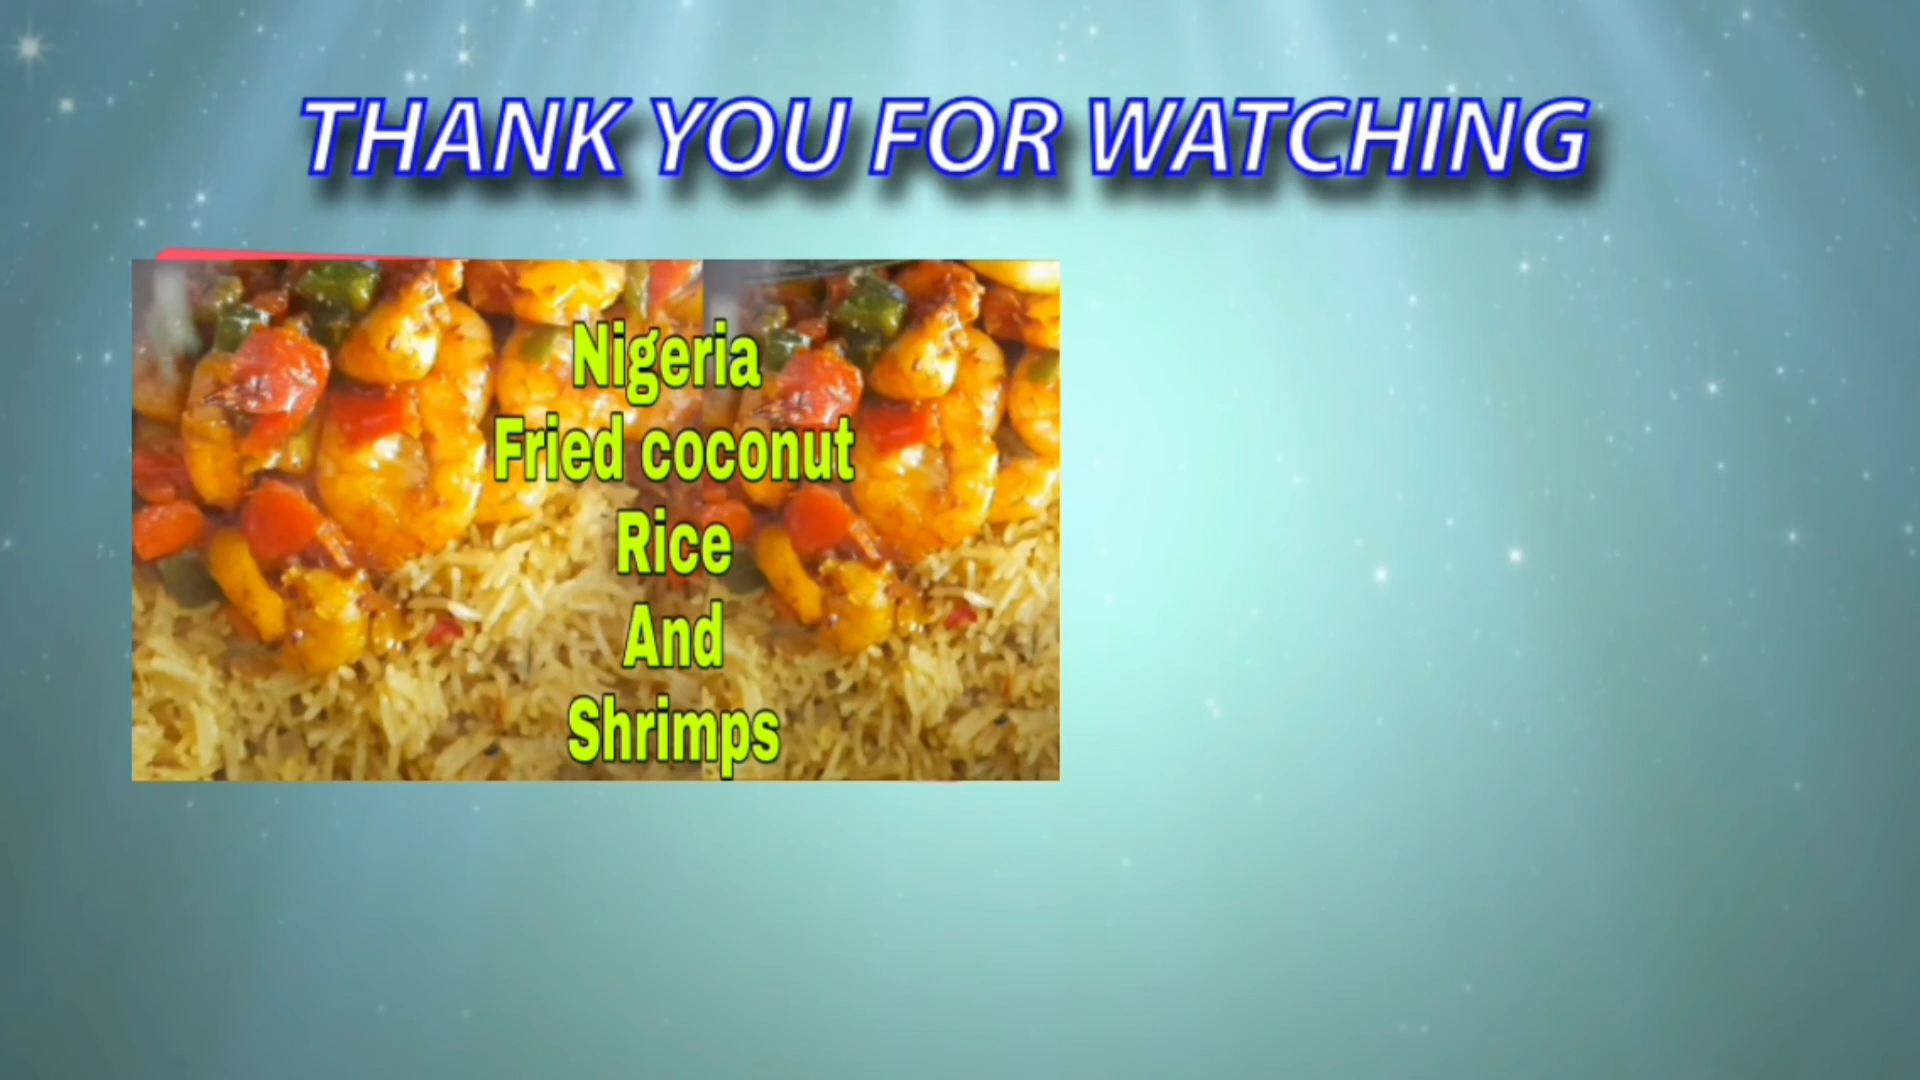 THANK YOU FOR WATCHING
Nigeria
Fried coconut
Rice
And
Shrimps